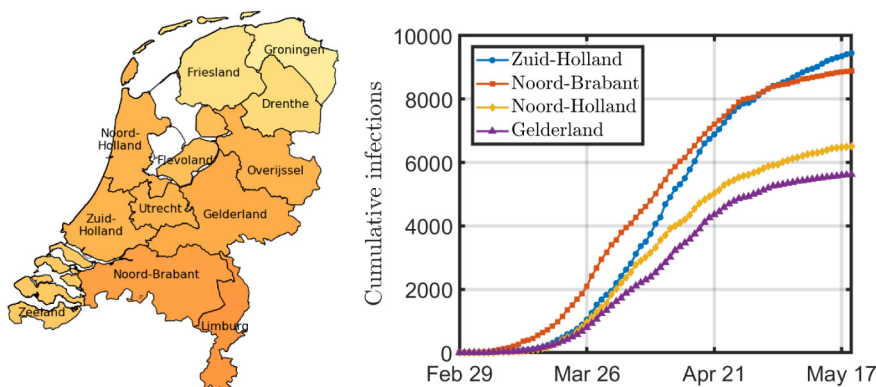 Groningen
Friesland
Drenthe
Noord-
Holland
Flevoland
Overijssel
Utrecht
Gelderland
Zuid-
Holland
Noord-Brabant
Zeeland
Limburg
Cumulative infections
10000
8000
6000
4000
2000
0
Zuid-Holland
Noord-Brabant
Noord-Holland
Gelderland
Feb 29 Mar 26 Apr 21 May 17